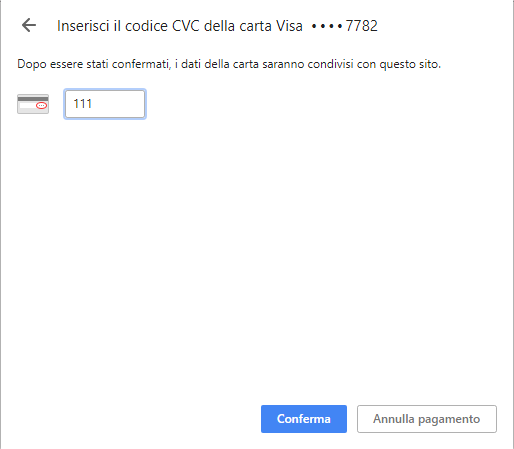 Inserisci il codice CVC della carta Visa ••••7782
Dopo essere stati confermati, i dati della carta saranno condivisi con questo sito.
111
Conferma
Annulla pagamento